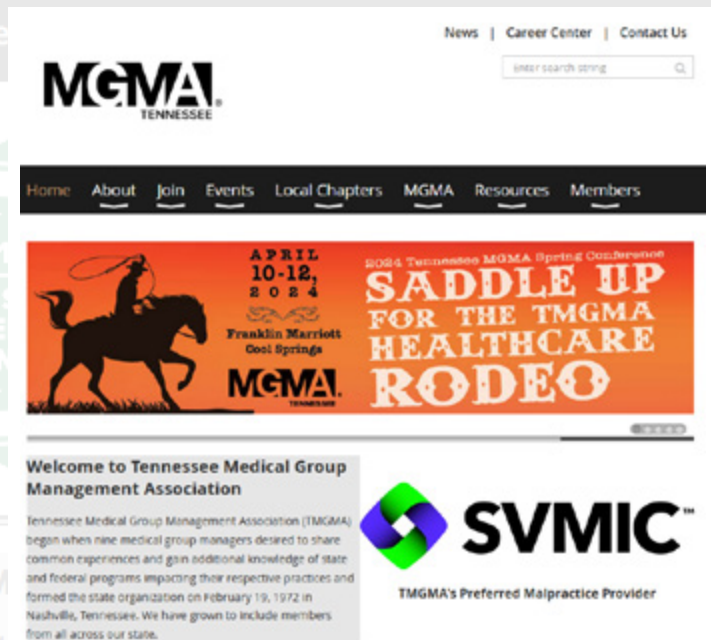 News | Career Center | Contact Us
Enter search string
MGMA®
TENNESSEE
Home About Join Events Local Chapters MGMA Resources Members
APRIL
10-12,
2024
Franklin Marriott
Cool Springs
MGMA.
TENNESSEE
2024 Tennessee MGMA Spring Conference
SADDLE UP
FOR THE TMGMA
HEALTHCARE
RODEO
Welcome to Tennessee Medical Group
Management Association
Tennessee Medical Group Management Association (TMGMA)
began when nine medical group managers desired to share
common experiences and gain additional knowledge of state
and federal programs impacting their respective practices and
formed the state organization on February 19, 1972 in
Nashville, Tennessee. We have grown to include members
from all across our state.
SVMIC™
TMGMA's Preferred Malpractice Provider